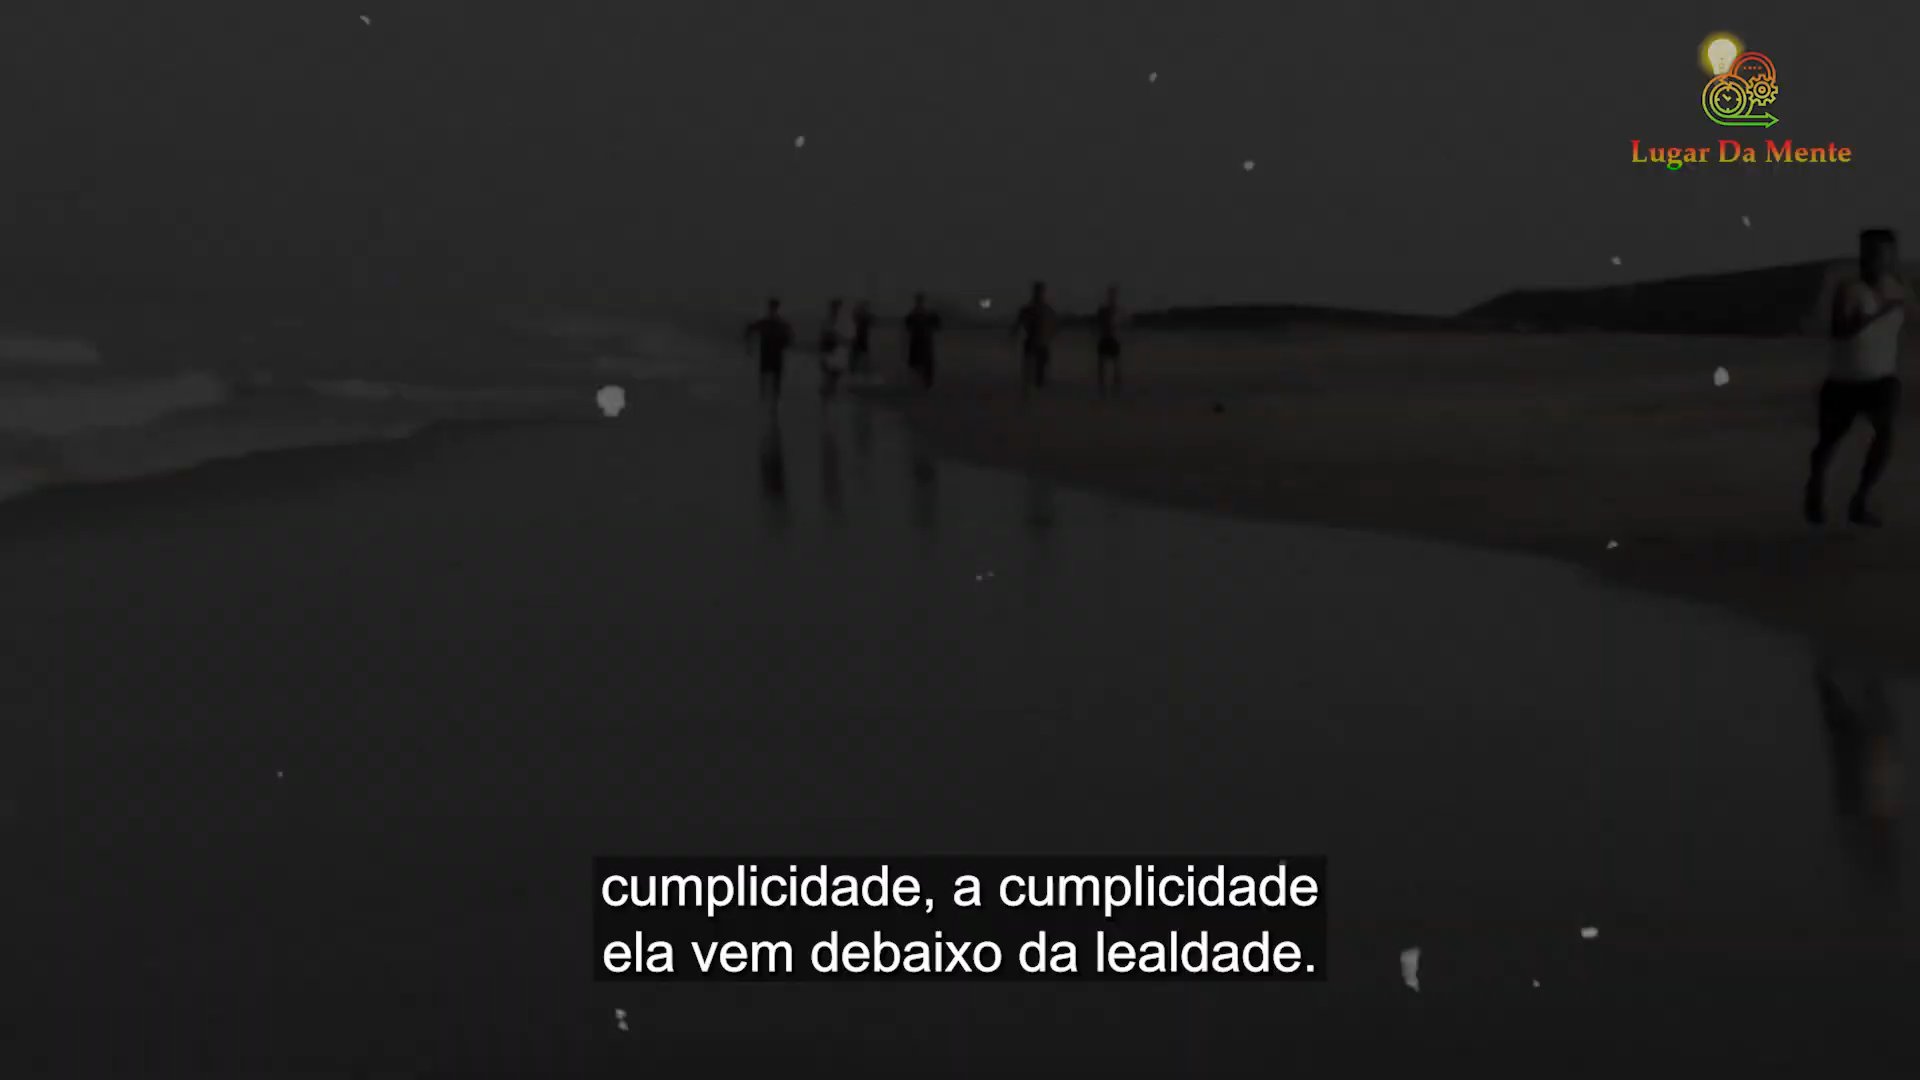 Lugar Da Mente
cumplicidade, a cumplicidade
ela vem debaixo da lealdade.